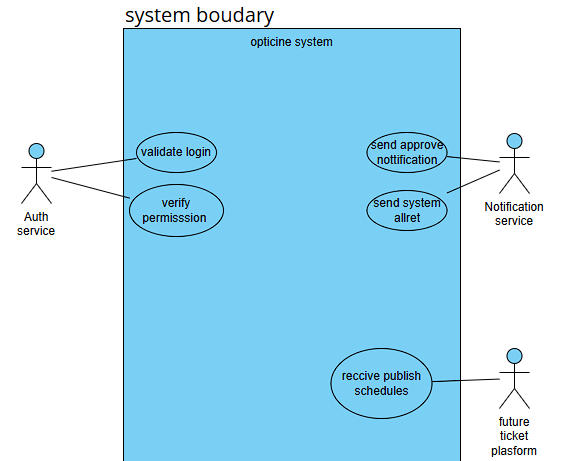 system boudary
opticine system
validate login
send approve
nottification
verify
permisssion
send system
allret
Auth
service
Notification
service
reccive publish
schedules
future
ticket
plasform